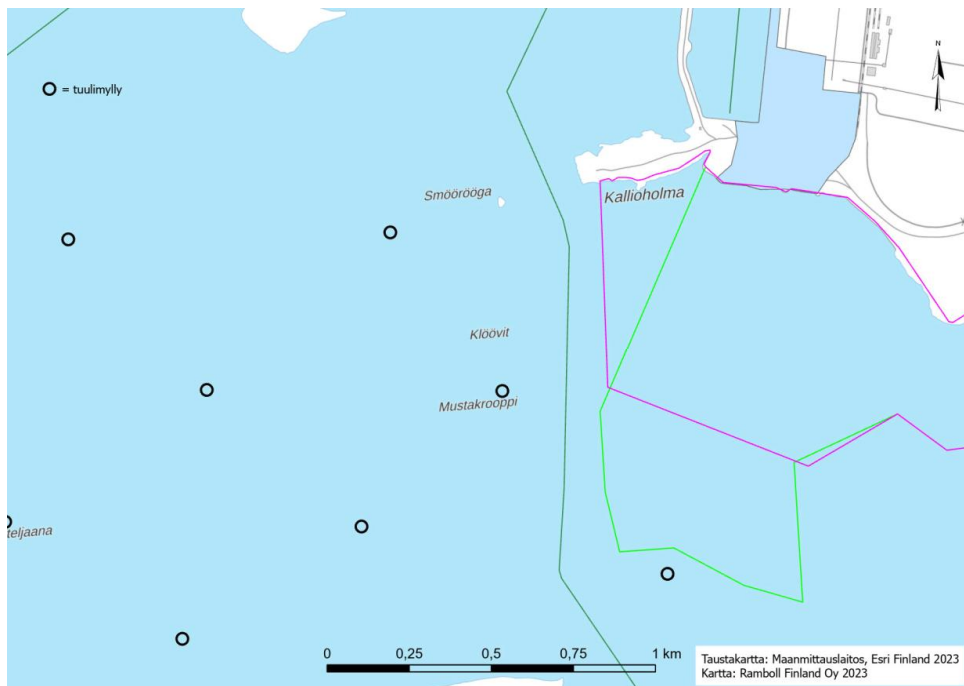 N
= tuulimylly
Smöörööga
Kallioholma
Klöövit
Mustakrooppi
teljaana
0 0,25 0,5 0,75 1 km
Taustakartta: Maanmittauslaitos, Esri Finland 2023
Kartta: Ramboll Finland Oy 2023